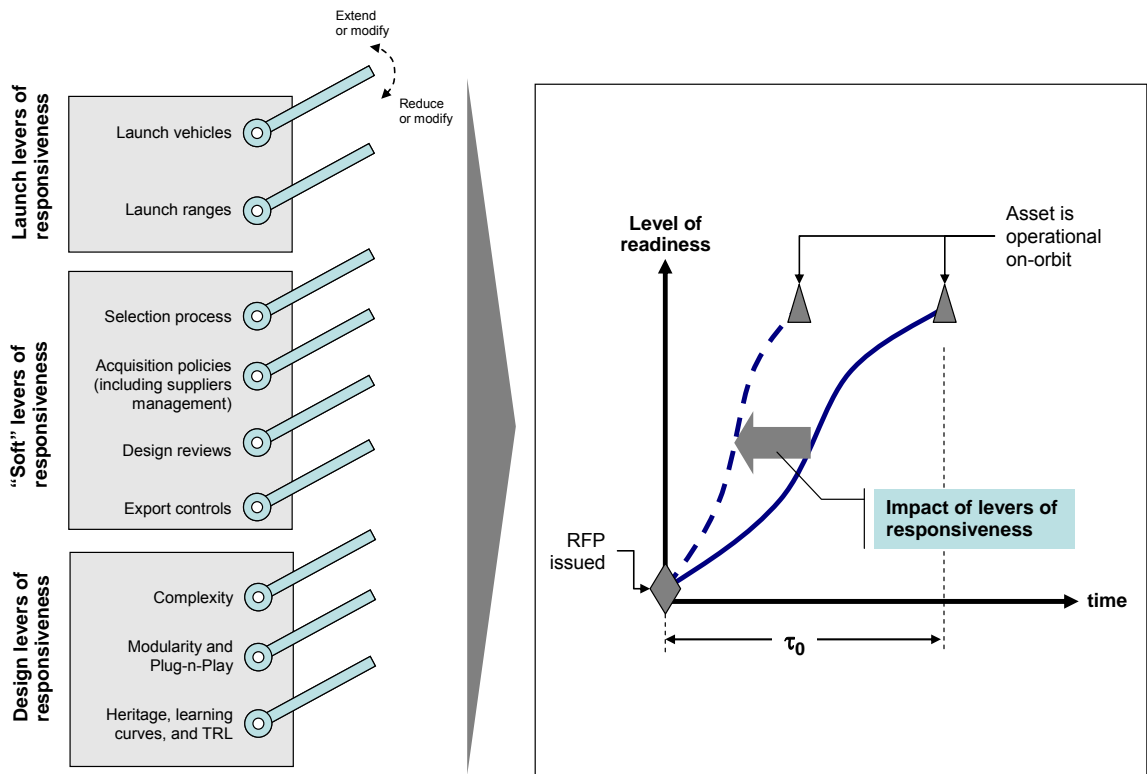 Extend
or modify
Reduce
or modify
Launch levers of
responsiveness
Launch vehicles
Launch ranges
“Soft” levers of
responsiveness
Selection process
Acquisition policies
(including suppliers
management)
Design reviews
Export controls
Design levers of
responsiveness
Complexity
Modularity and
Plug-n-Play
Heritage, learning
curves, and TRL
Level of
readiness
Asset is
operational
on-orbit
Impact of levers of
responsiveness
RFP
issued
time
τ0